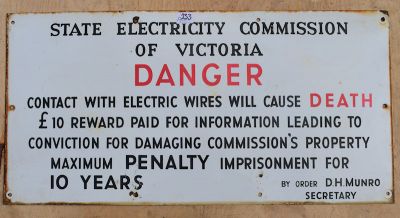 STATE ELECTRICITY COMMISSION
OF VICTORIA
DANGER
CONTACT WITH ELECTRIC WIRES WILL CAUSE DEATH
£10 REWARD PAID FOR INFORMATION LEADING TO
CONVICTION FOR DAMAGING COMMISSION'S PROPERTY
MAXIMUM PENALTY IMPRISONMENT FOR
10 YEARS
BY ORDER D.H.MUNRO
SECRETARY